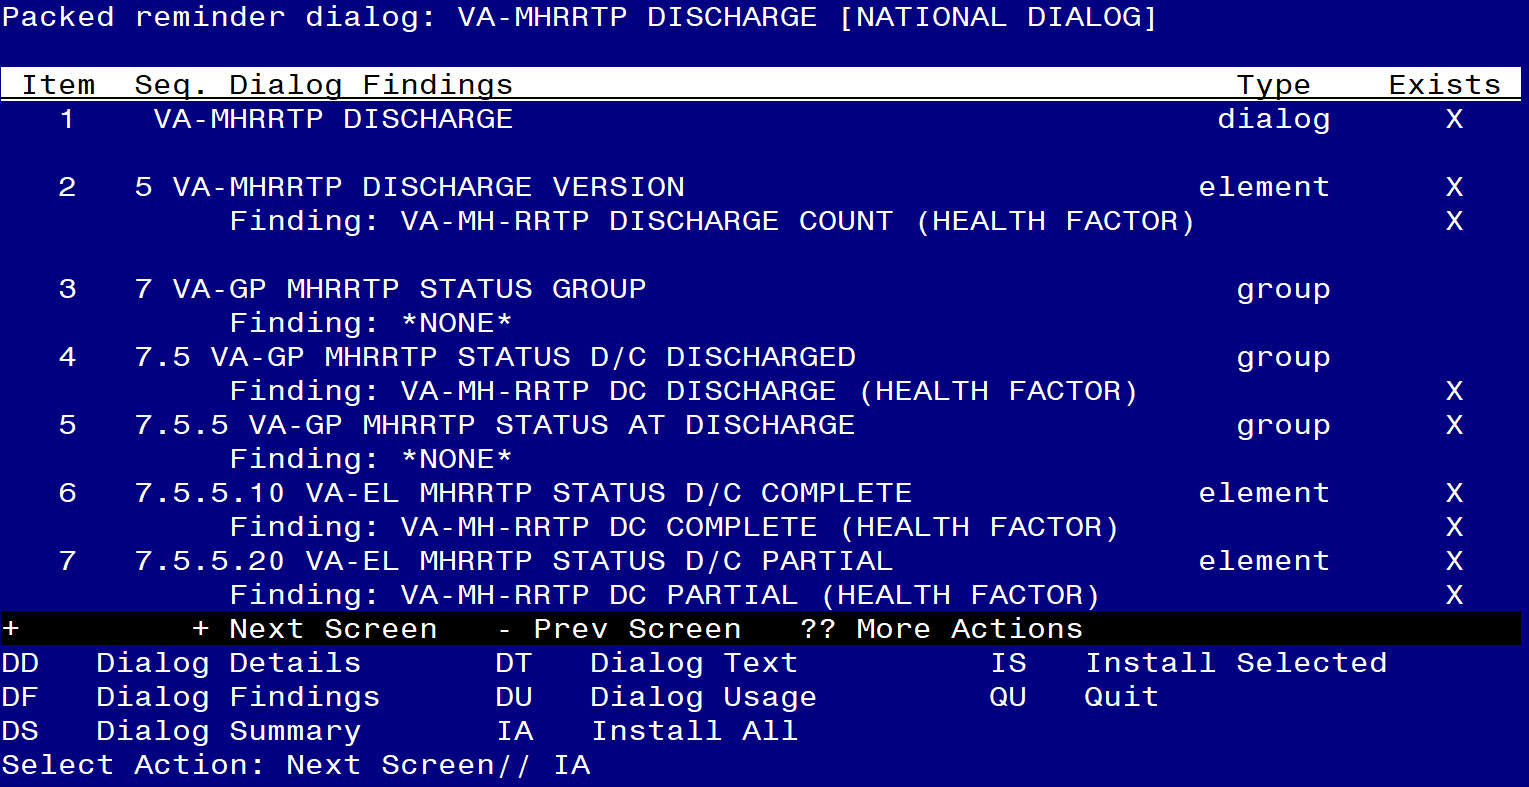 Packed reminder dialog: VA-MHRRTP DISCHARGE [NATIONAL DIALOG]
Item  Seq. Dialog Findings                                      Type    Exists
   1    VA-MHRRTP DISCHARGE                                     dialog      X
   2   5 VA-MHRRTP DISCHARGE VERSION                           element      X
            Finding: VA-MH-RRTP DISCHARGE COUNT (HEALTH FACTOR)             X
   3   7 VA-GP MHRRTP STATUS GROUP                               group
            Finding: *NONE*
   4   7.5 VA-GP MHRRTP STATUS D/C DISCHARGED                    group
            Finding: VA-MH-RRTP DC DISCHARGE (HEALTH FACTOR)                X
   5   7.5.5 VA-GP MHRRTP STATUS AT DISCHARGE                    group      X
            Finding: *NONE*
   6   7.5.5.10 VA-EL MHRRTP STATUS D/C COMPLETE               element      X
            Finding: VA-MH-RRTP DC COMPLETE (HEALTH FACTOR)                 X
   7   7.5.5.20 VA-EL MHRRTP STATUS D/C PARTIAL                element      X
            Finding: VA-MH-RRTP DC PARTIAL (HEALTH FACTOR)                  X
+         + Next Screen   - Prev Screen   ?? More Actions
DD   Dialog Details       DT   Dialog Text          IS   Install Selected
DF   Dialog Findings      DU   Dialog Usage         QU   Quit
DS   Dialog Summary       IA   Install All
Select Action: Next Screen// IA